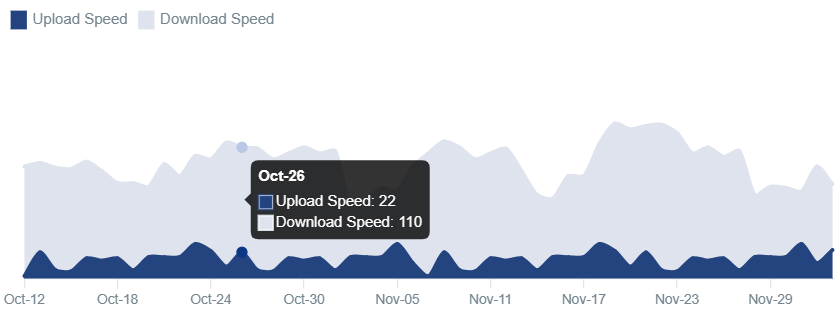 Upload Speed Download Speed
Oct-26
Upload Speed: 22
Download Speed: 110
Oct-12 Oct-18 Oct-24 Oct-30 Nov-05 Nov-11 Nov-17 Nov-23 Nov-29